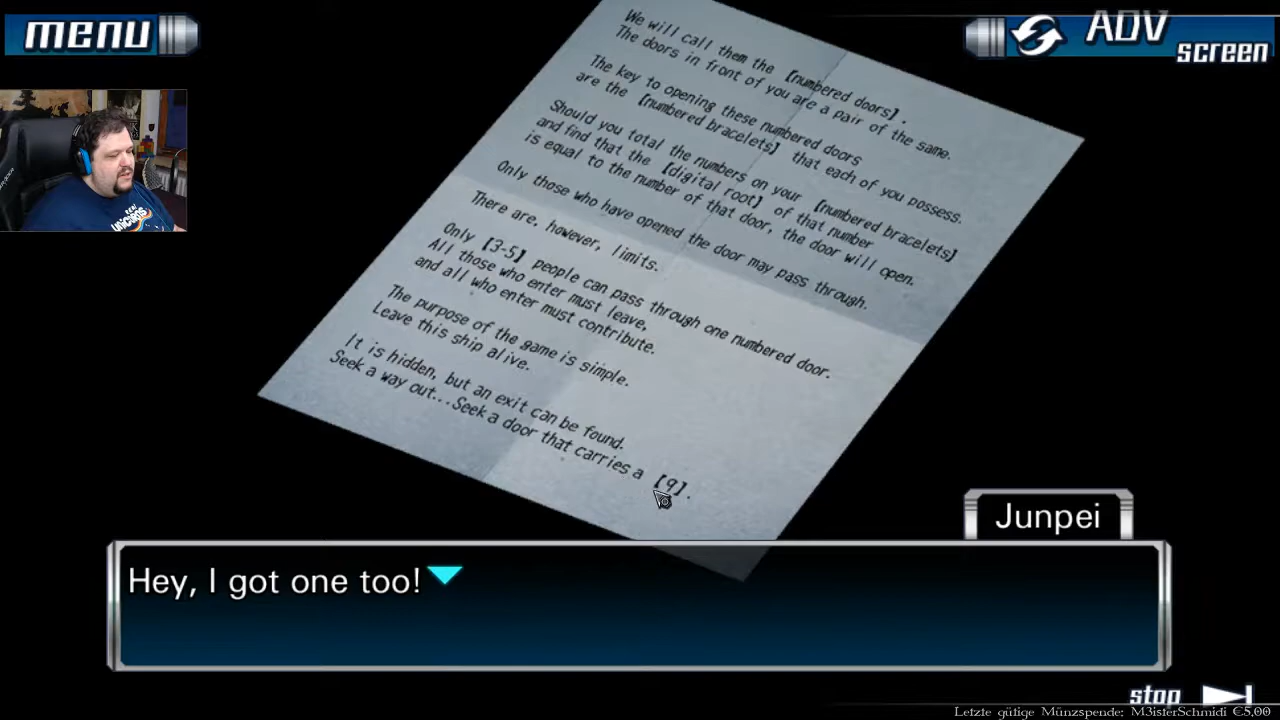 menu
ADV
screen
We will call them the [numbered doors].
The doors in front of you are a pair of the same.
The key to opening these numbered doors
are the [numbered bracelets] that each of you possess.
Should you total the numbers on your [numbered bracelets]
and find that the [digital root] of that number
is equal to the number of that door, the door will open.
Only those who have opened the door may pass through.
There are, however, limits.
Only [3-5] people can pass through one numbered door.
All those who enter must leave,
and all who enter must contribute.
The purpose of the game is simple.
Leave this ship alive.
It is hidden, but an exit can be found.
Seek a way out...Seek a door that carries a [9].
Junpei
Hey, I got one too!
stop
Letzte gütige Münzspende: M3isterSchmidi €5,00